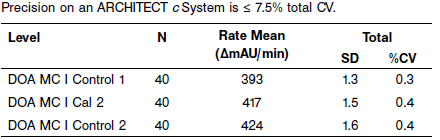 Precision on an ARCHITECT c System is ≤ 7.5% total CV.
Level N Rate Mean Total
(ΔmAU/min) SD %CV
DOA MC I Control 1 40 393 1.3 0.3
DOA MC I Cal 2 40 417 1.5 0.4
DOA MC I Control 2 40 424 1.6 0.4